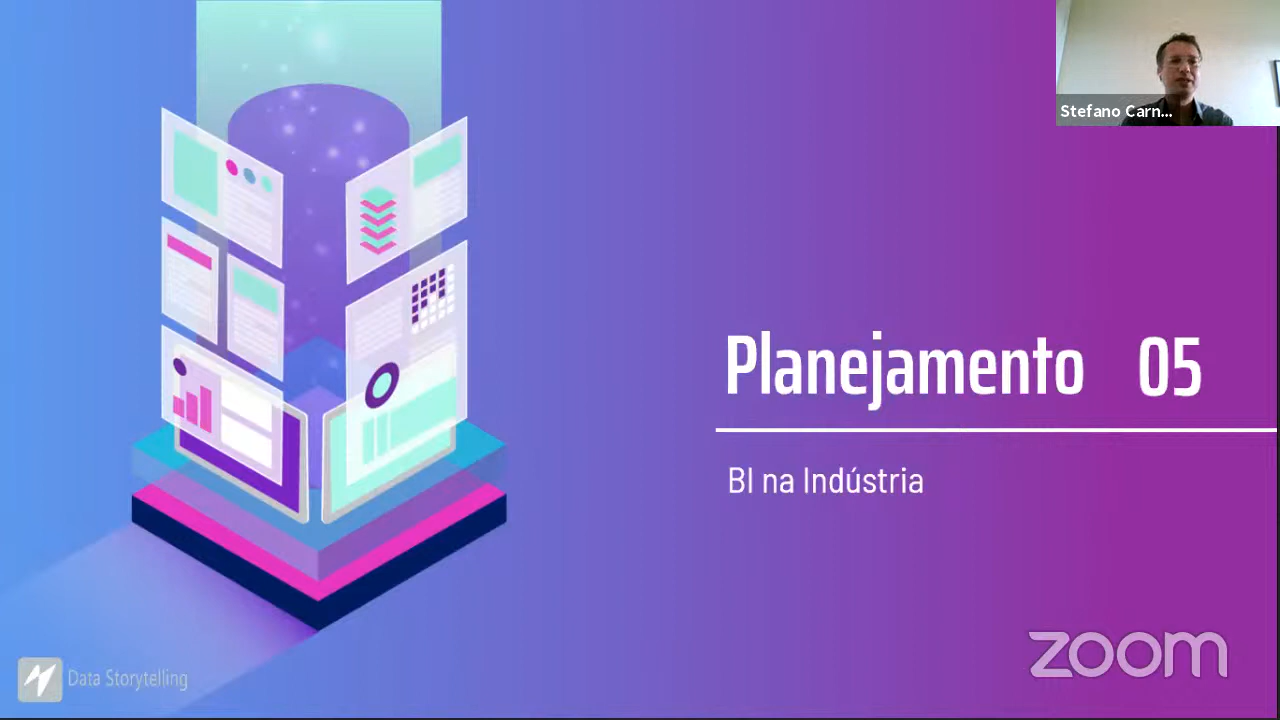 Stefano Carn...
Planejamento 05
BI na Indústria
Data Storytelling
zoom